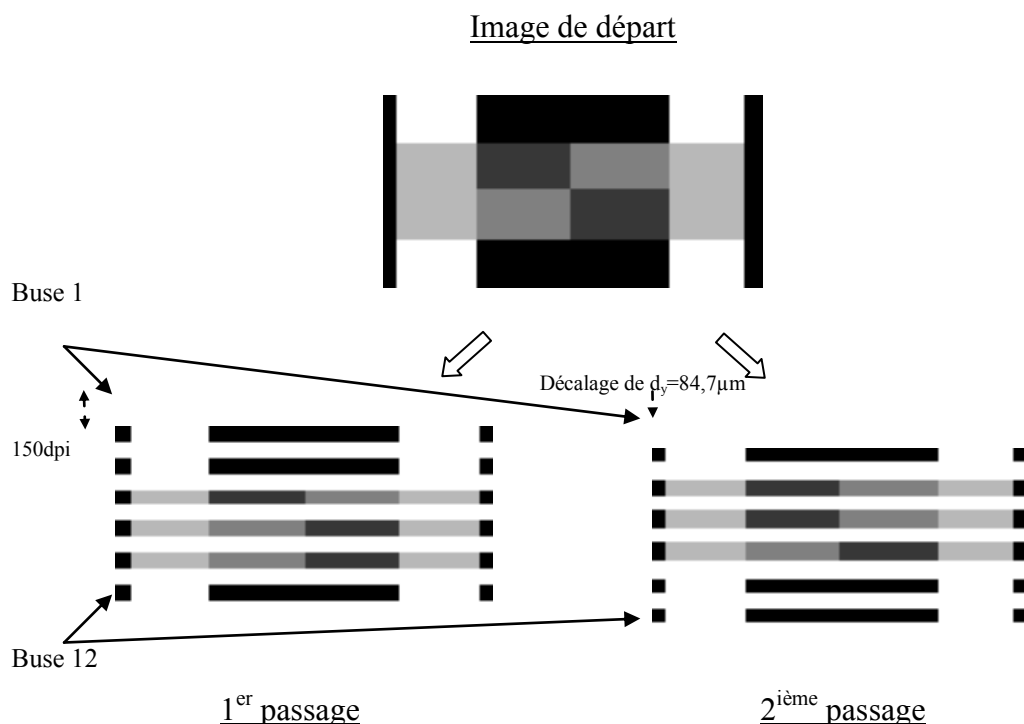 Image de départ
Buse 1
Décalage de dy=84,7µm
150dpi
Buse 12
1er passage
2ième passage